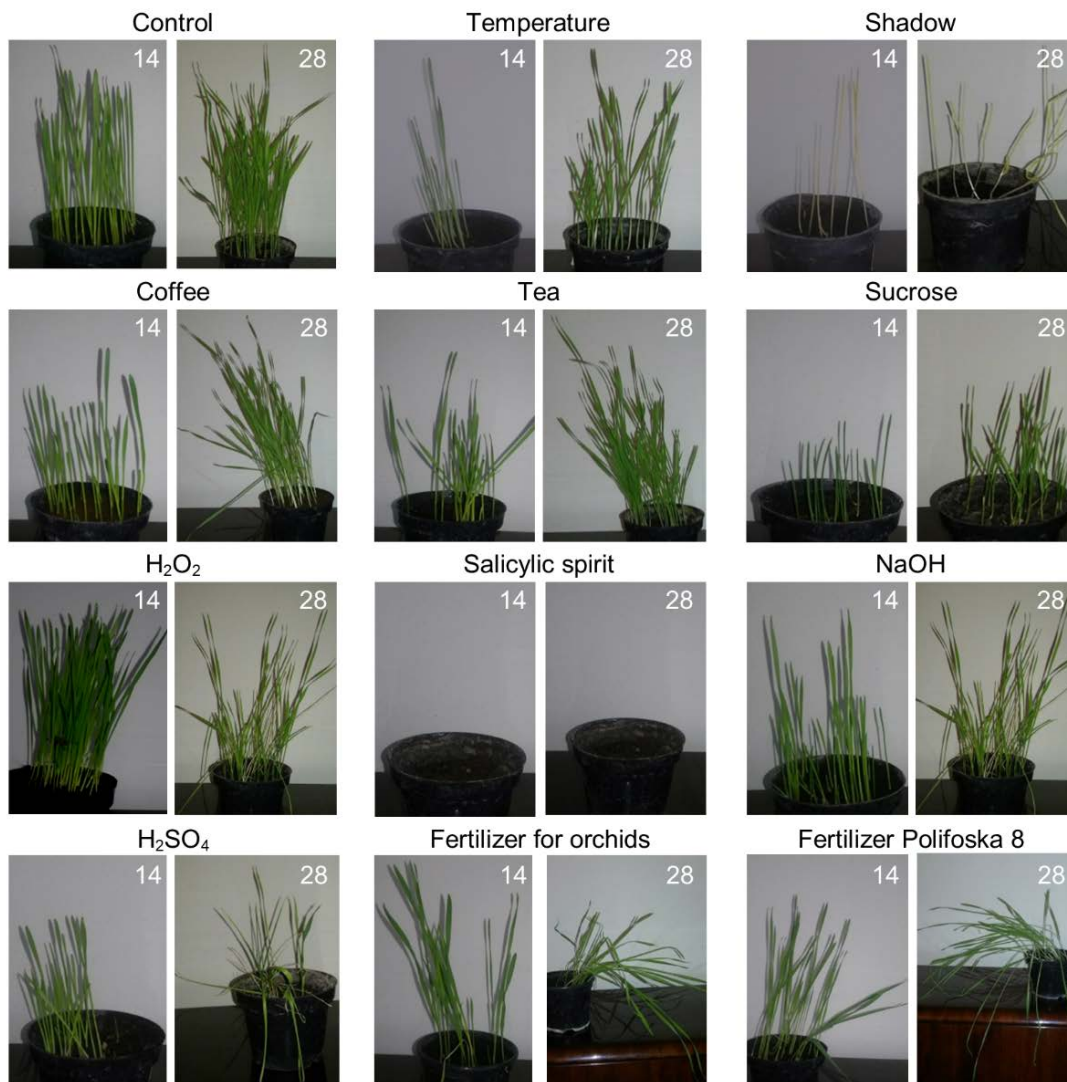 Control Temperature Shadow
14 28 14 28 14 28
Coffee Tea Sucrose
14 28 14 28 14 28
H₂O₂ Salicylic spirit NaOH
14 28 14 28 14 28
H₂SO₄ Fertilizer for orchids Fertilizer Polifoska 8
14 28 14 28 14 28